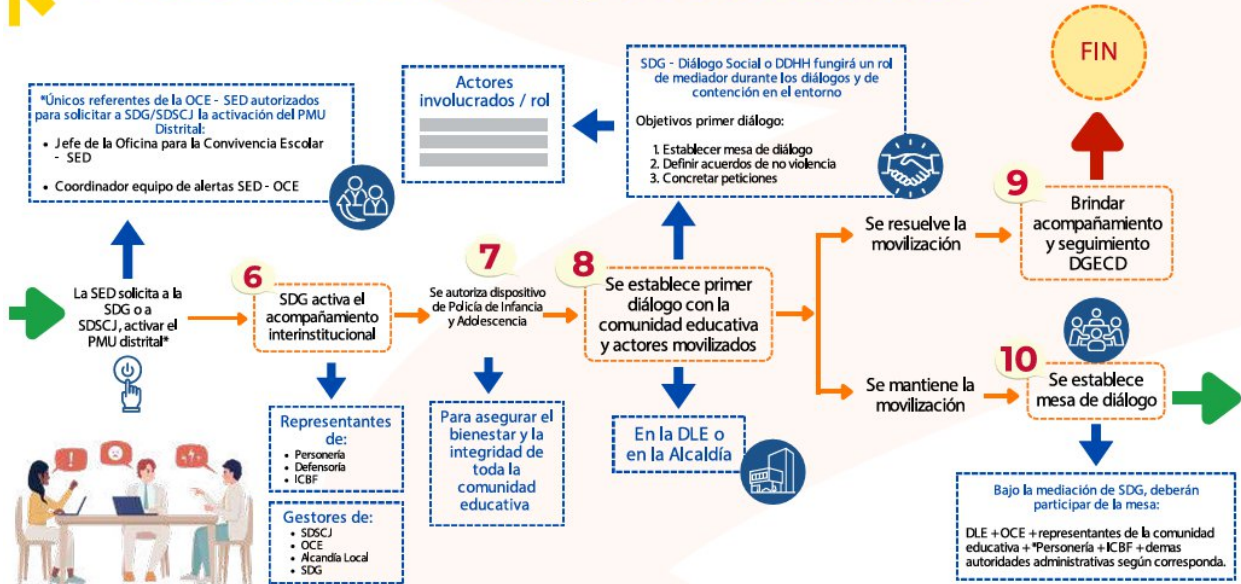 *Únicos referentes de la OCE - SED autorizados
para solicitar a SDG/SDSCJ la activación del PMU
Distrital:
• Jefe de la Oficina para la Convivencia Escolar
- SED
• Coordinador equipo de alertas SED - OCE
Actores
involucrados / rol
SDG - Diálogo Social o DDHH fungirá un rol
de mediador durante los diálogos y de
contención en el entorno
Objetivos primer diálogo:
1. Establecer mesa de diálogo
2. Definir acuerdos de no violencia
3. Concretar peticiones
FIN
La SED solicita a la
SDG o a
SDSCJ, activar el
PMU distrital*
6
SDG activa el
acompañamiento
interinstitucional
7
Se autoriza dispositivo
de Policía de Infancia
y Adolescencia
8
Se establece primer
diálogo con la
comunidad educativa
y actores movilizados
Se resuelve la
movilización
9
Brindar
acompañamiento
y seguimiento
DGECD
Se mantiene la
movilización
10
Se establece
mesa de diálogo
Representantes
de:
• Personería
• Defensoría
• ICBF
Gestores de:
• SDSCJ
• OCE
• Alcandía Local
• SDG
Para asegurar el
bienestar y la
integridad de
toda la
comunidad
educativa
En la DLE o
en la Alcaldía
Bajo la mediación de SDG, deberán
participar de la mesa:
DLE + OCE + representantes de la comunidad
educativa + *Personería + ICBF + demas
autoridades administrativas según corresponda.